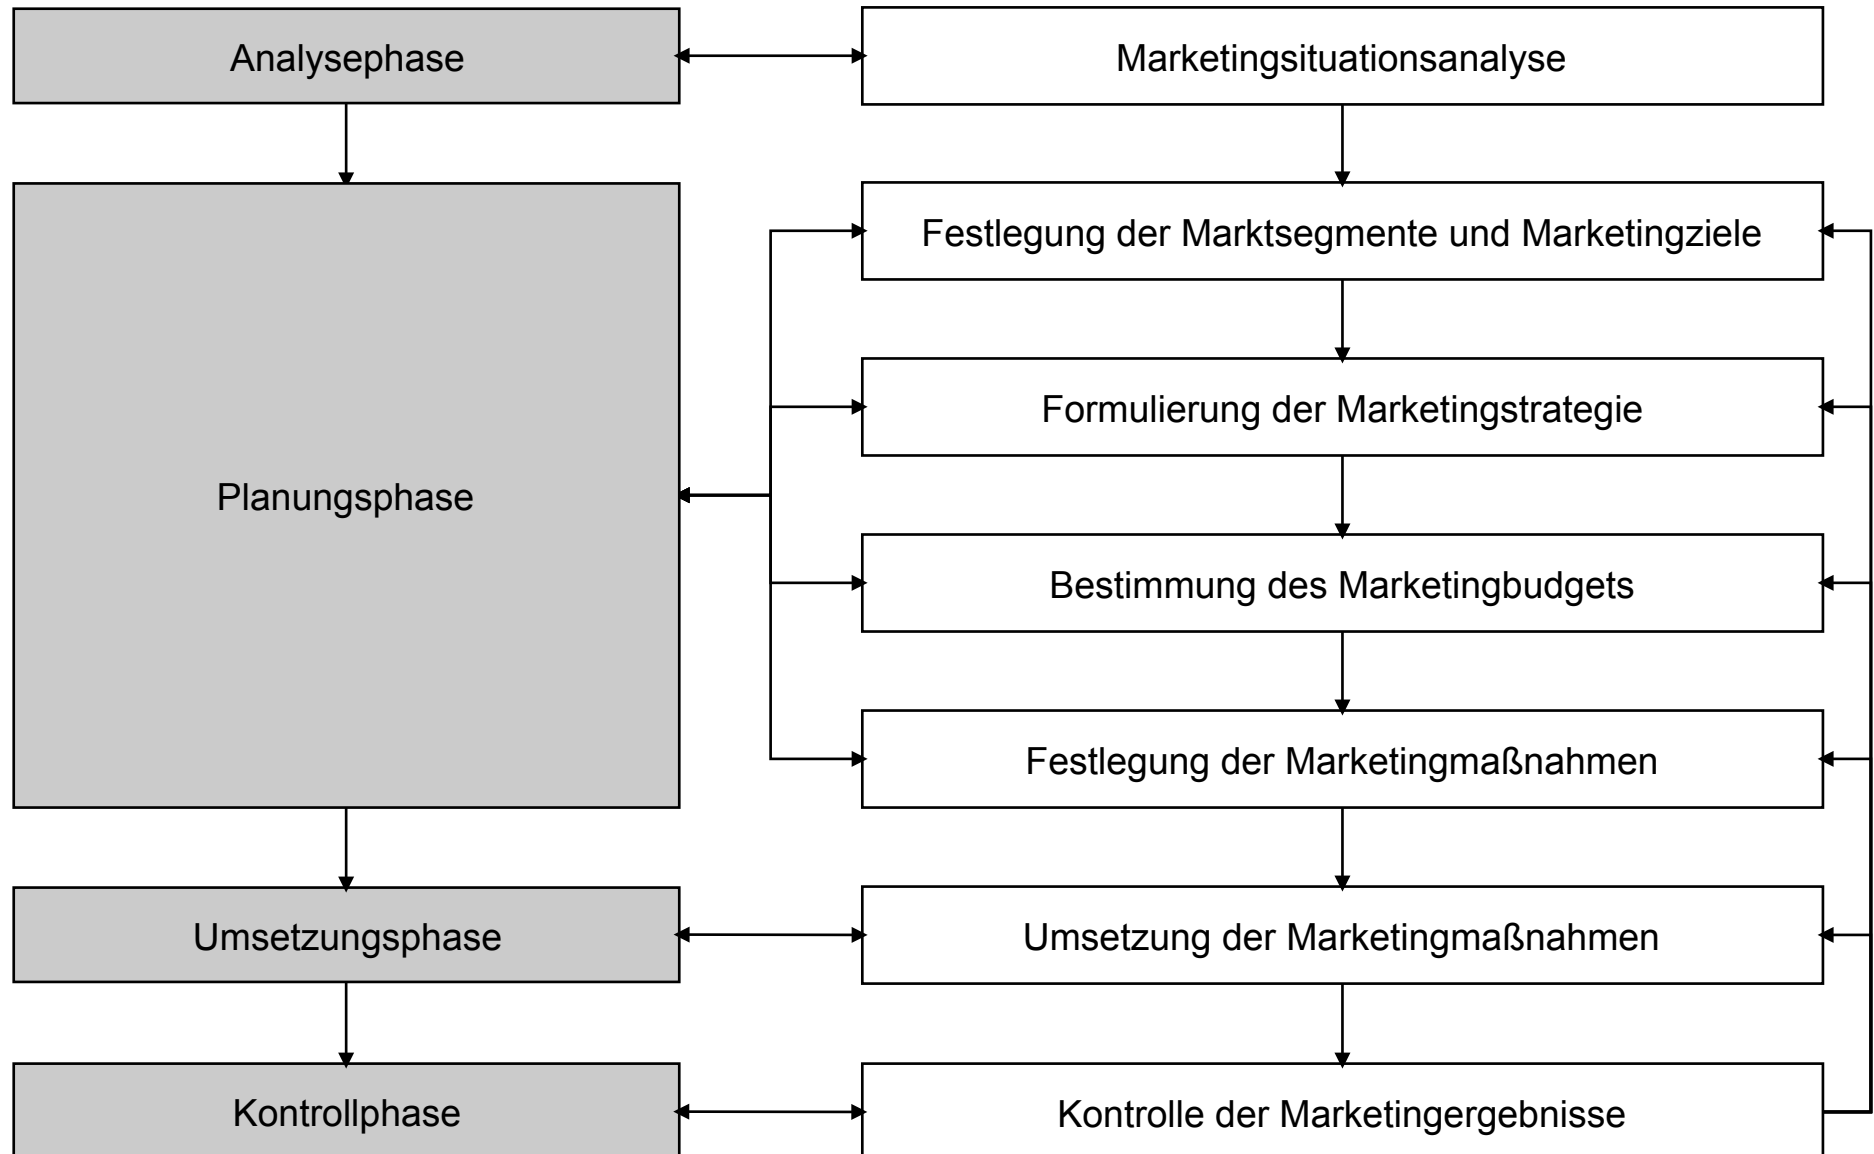 Analysephase
Marketingsituationsanalyse
Festlegung der Marktsegmente und Marketingziele
Formulierung der Marketingstrategie
Planungsphase
Bestimmung des Marketingbudgets
Festlegung der Marketingmaßnahmen
Umsetzungsphase
Umsetzung der Marketingmaßnahmen
Kontrollphase
Kontrolle der Marketingergebnisse